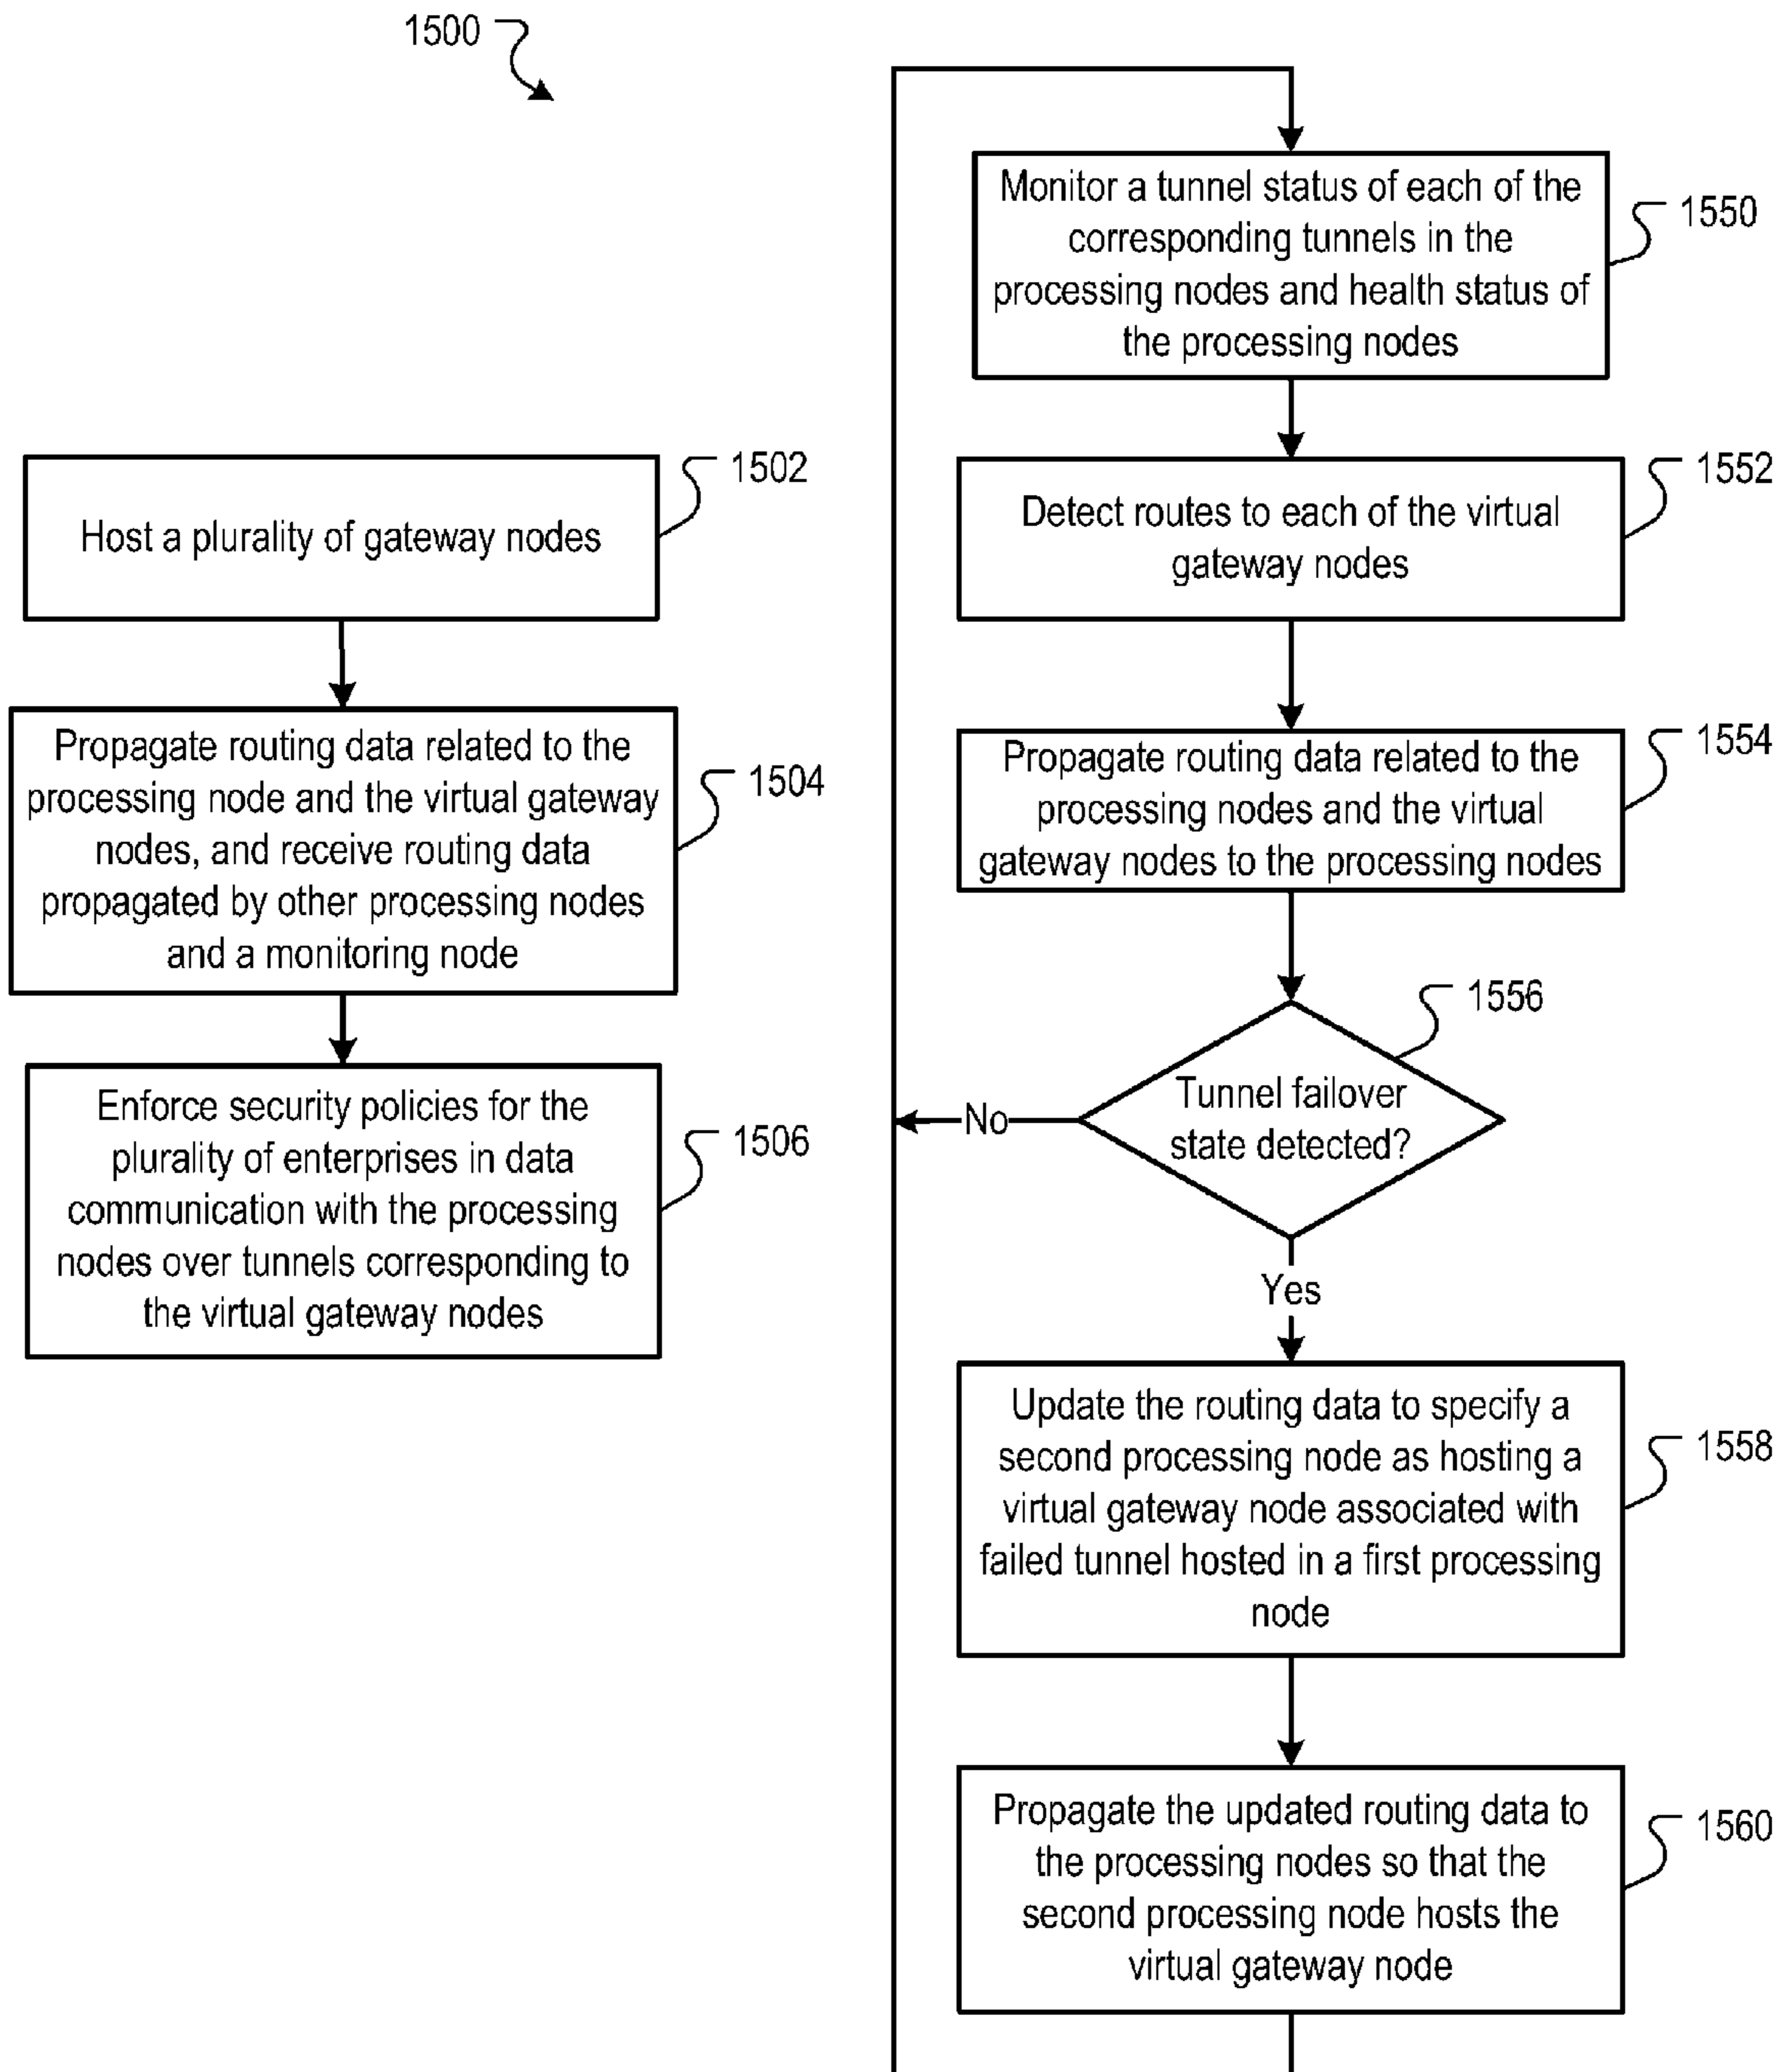 1500
Host a plurality of gateway nodes
1502
Propagate routing data related to the
processing node and the virtual gateway
nodes, and receive routing data
propagated by other processing nodes
and a monitoring node
1504
Enforce security policies for the
plurality of enterprises in data
communication with the processing
nodes over tunnels corresponding to
the virtual gateway nodes
1506
Monitor a tunnel status of each of the
corresponding tunnels in the
processing nodes and health status of
the processing nodes
1550
Detect routes to each of the virtual
gateway nodes
1552
Propagate routing data related to the
processing nodes and the virtual
gateway nodes to the processing nodes
1554
Tunnel failover
state detected?
1556
No
Yes
Update the routing data to specify a
second processing node as hosting a
virtual gateway node associated with
failed tunnel hosted in a first processing
node
1558
Propagate the updated routing data to
the processing nodes so that the
second processing node hosts the
virtual gateway node
1560